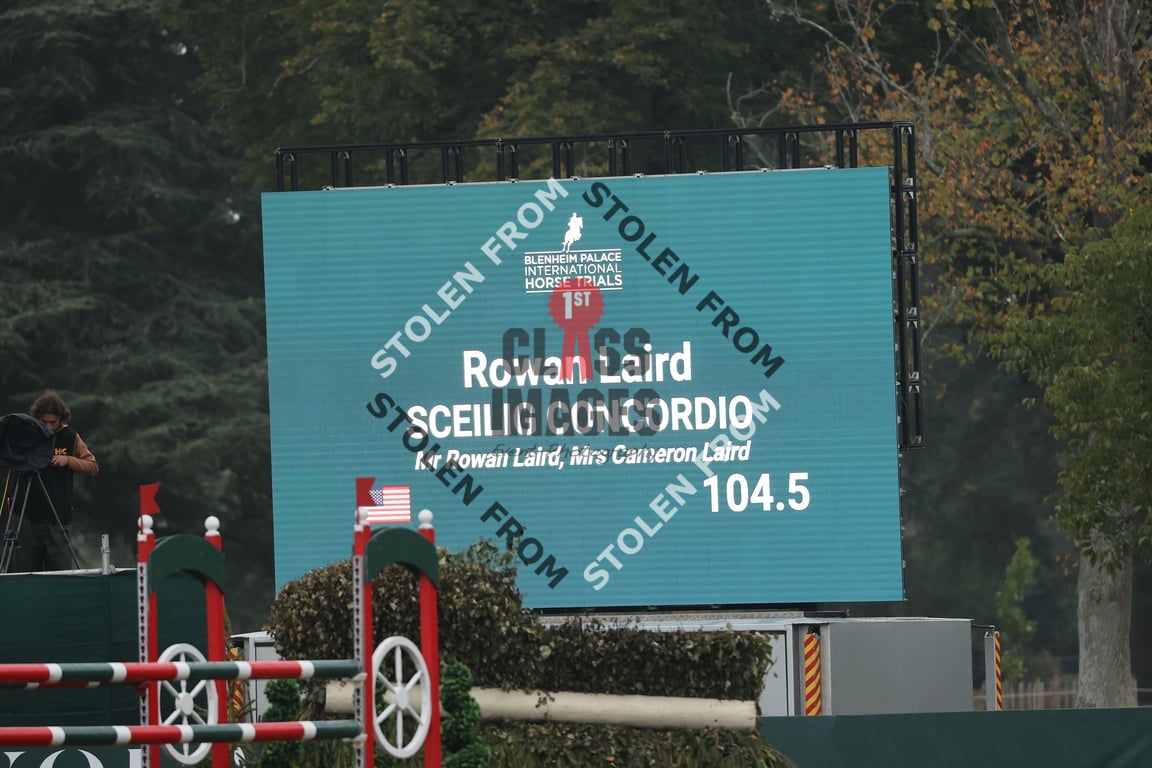 BLENHEIM PALACE
INTERNATIONAL
HORSE TRIALS
Rowan Laird
SCEILIG CONCORDIO
Mr Rowan Laird, Mrs Cameron Laird
104.5
STOLEN FROM
STOLEN FROM
STOLEN FROM
STOLEN FROM
1ST
CLASS
IMAGES